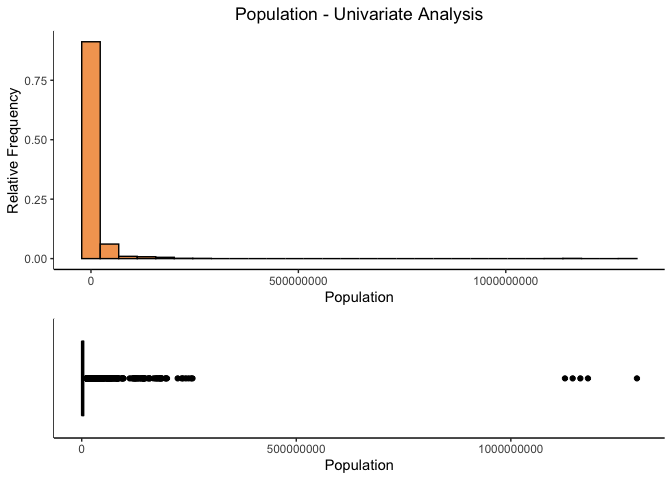 Population - Univariate Analysis
Relative Frequency
0.75
0.50
0.25
0.00
0 500000000 1000000000
Population
0 500000000 1000000000
Population